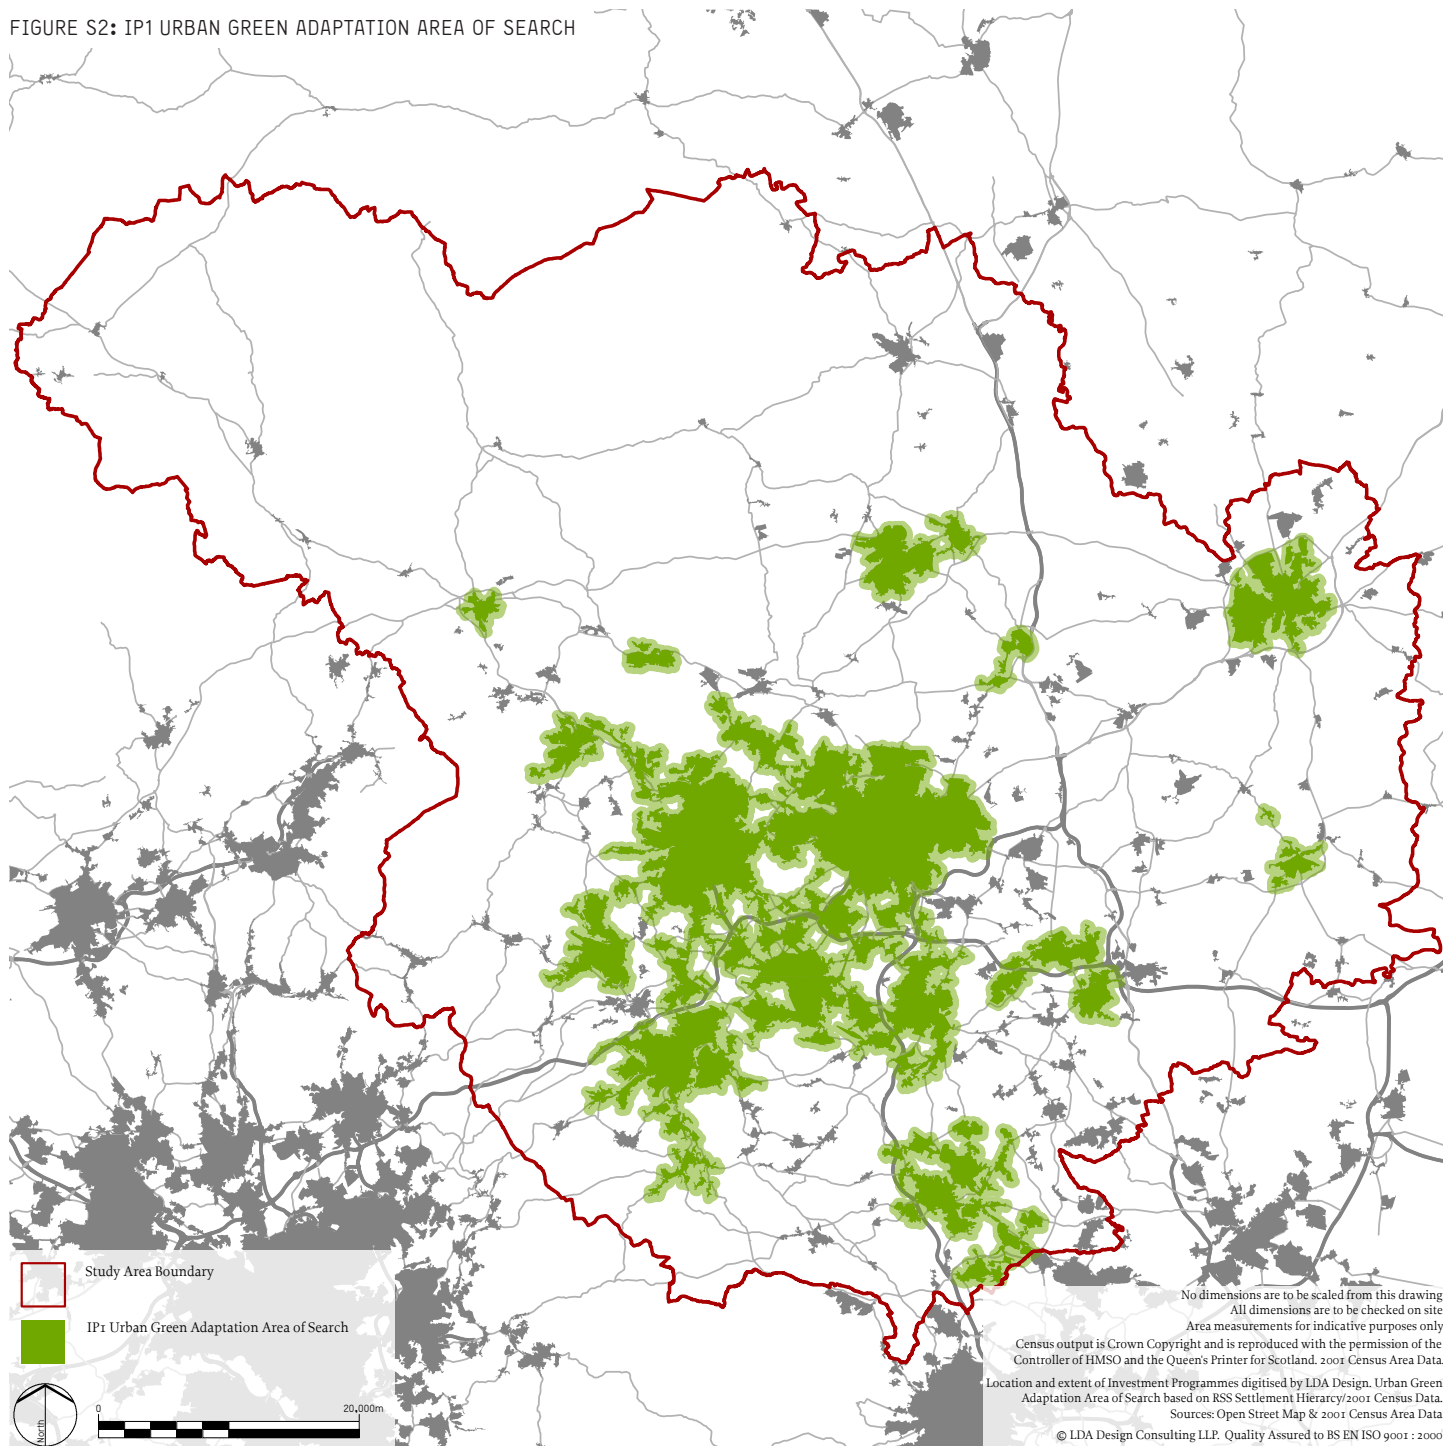 FIGURE S2: IP1 URBAN GREEN ADAPTATION AREA OF SEARCH
Study Area Boundary
IP1 Urban Green Adaptation Area of Search
North
0 20,000m
No dimensions are to be scaled from this drawing
All dimensions are to be checked on site
Area measurements for indicative purposes only
Census output is Crown Copyright and is reproduced with the permission of the
Controller of HMSO and the Queen's Printer for Scotland. 2001 Census Area Data.
Location and extent of Investment Programmes digitised by LDA Design. Urban Green
Adaptation Area of Search based on RSS Settlement Hierarcy/2001 Census Data.
Sources: Open Street Map & 2001 Census Area Data
© LDA Design Consulting LLP. Quality Assured to BS EN ISO 9001 : 2000